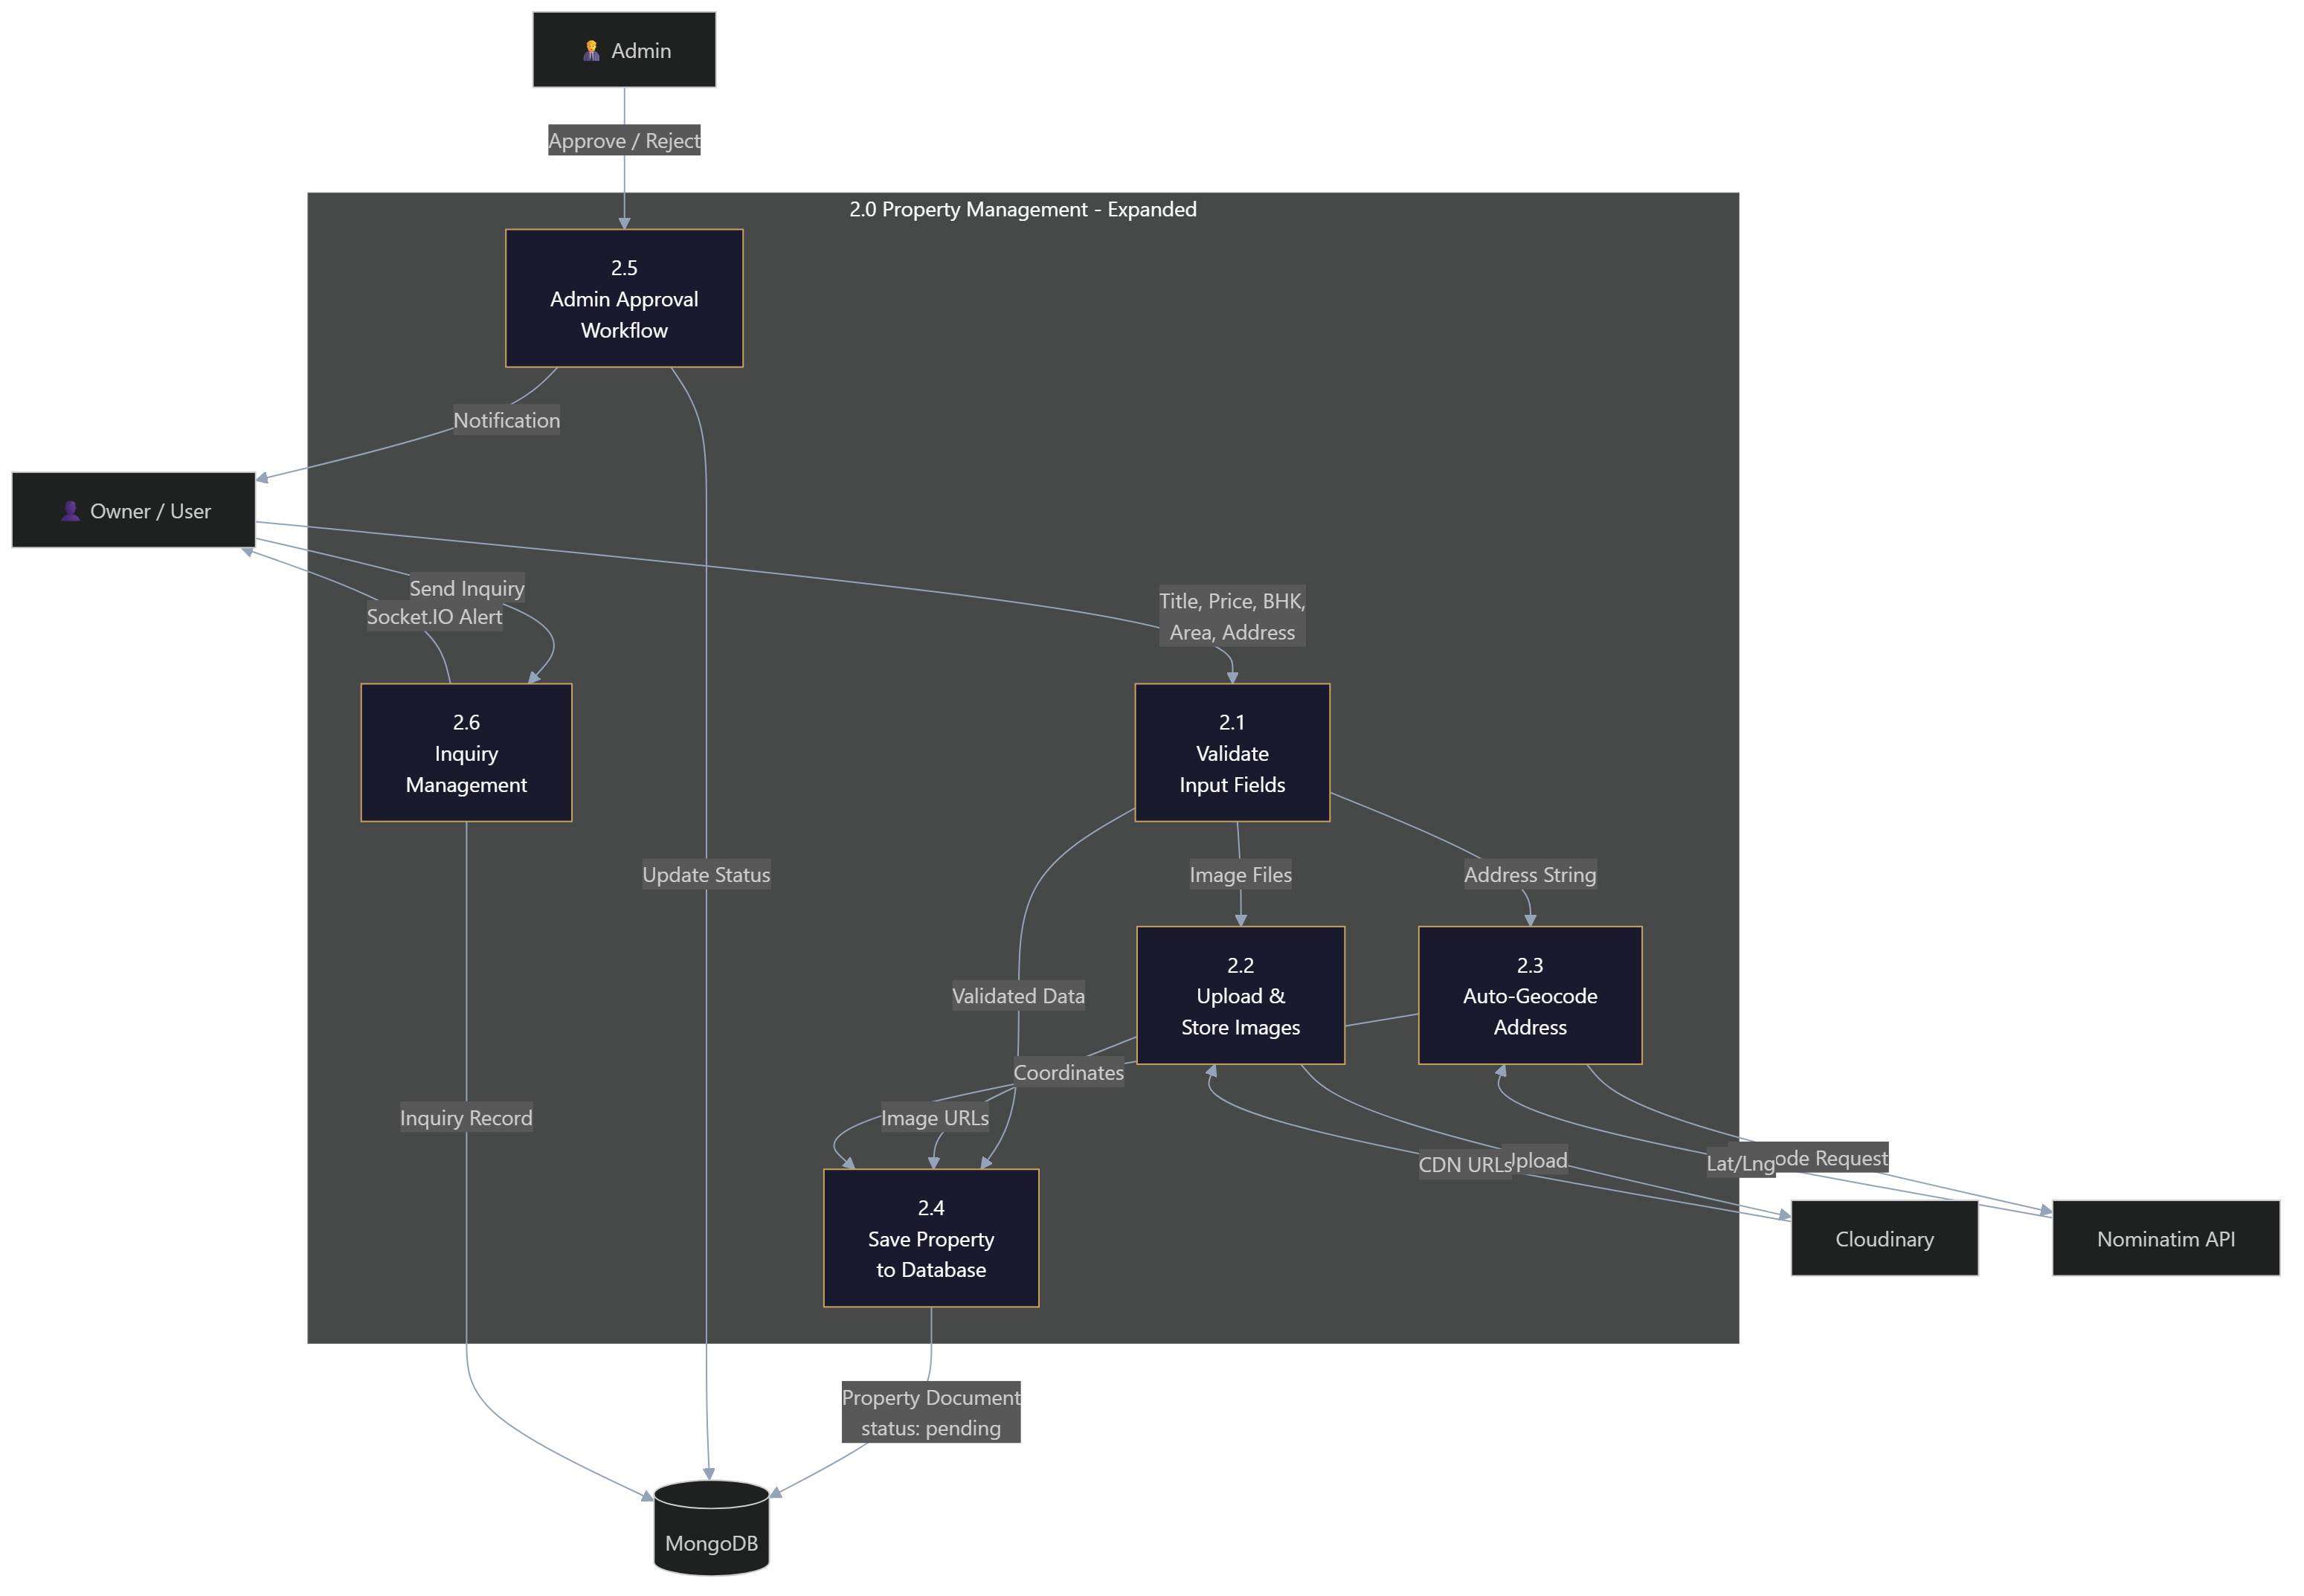 Admin
Approve / Reject
2.0 Property Management - Expanded
2.5
Admin Approval
Workflow
Notification
Owner / User
Send Inquiry
Socket.IO Alert
Title, Price, BHK,
Area, Address
2.6
Inquiry
Management
2.1
Validate
Input Fields
Update Status
Image Files
Address String
Validated Data
2.2
Upload &
Store Images
2.3
Auto-Geocode
Address
Coordinates
Image URLs
Inquiry Record
CDN URLs
Lat/Lng
Request
2.4
Save Property
to Database
Cloudinary
Nominatim API
Property Document
status: pending
MongoDB